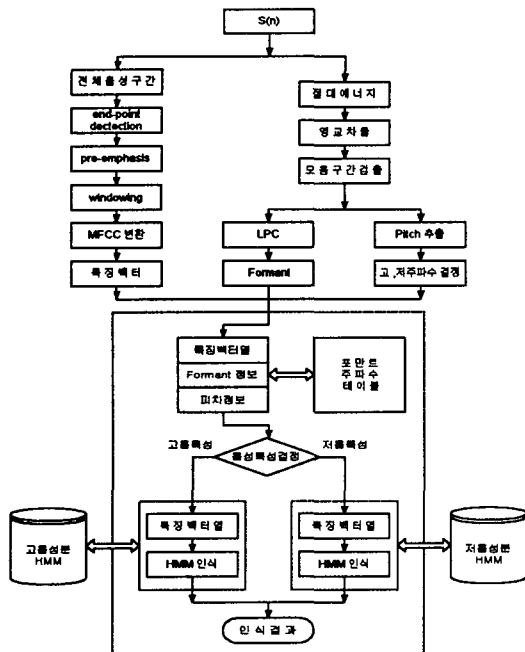 S(n)
전체음성구간
절대에너지
end-point
dectection
영교차율
pre-emphasis
모음구간검출
windowing
MFCC 변환
LPC
Pitch 추출
특징벡터
Formant
고,저주파수 결정
특징벡터열
Formant 정보
피차정보
포만트
주파수
테이블
고음특성
음성특성결정
저음특성
특징벡터열
특징벡터열
고음성분
HMM
HMM 인식
HMM 인식
저음성분
HMM
인식결과